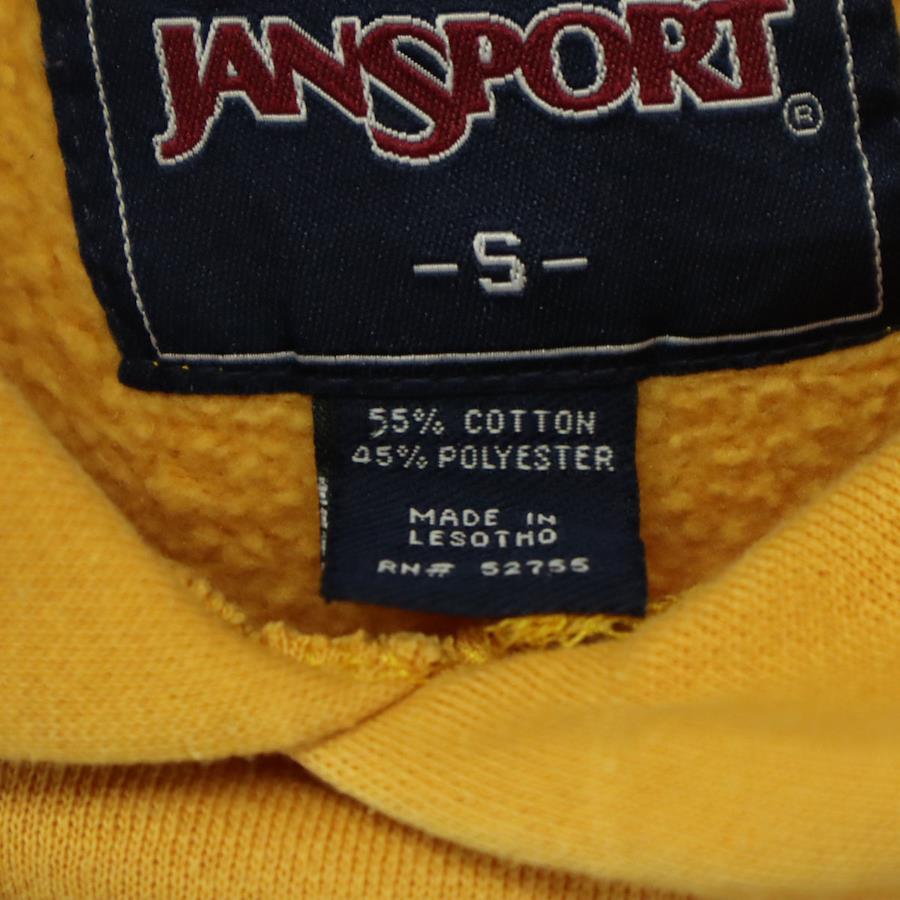 JANSPORT®
-S-
55% COTTON
45% POLYESTER
MADE IN
LESOTHO
RN# 52755